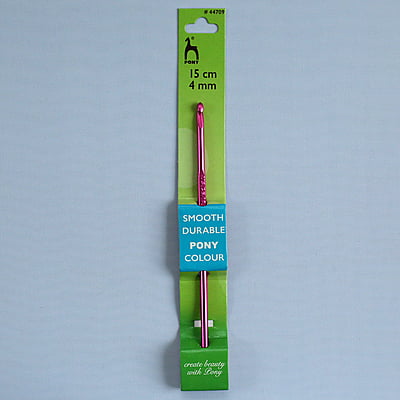 # 44709
PONY
15 cm
4 mm
SMOOTH
DURABLE
PONY
COLOUR
create beauty
with Pony